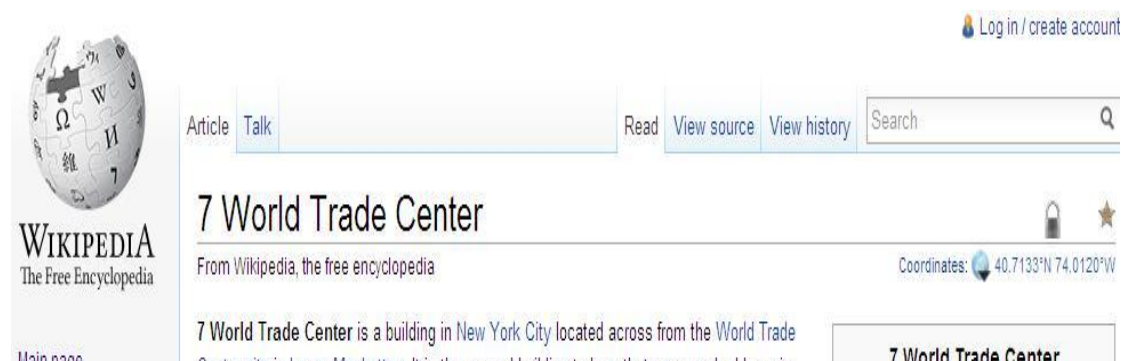 Log in / create account
Article Talk Read View source View history Search
WIKIPEDIA
The Free Encyclopedia
7 World Trade Center
From Wikipedia, the free encyclopedia
Coordinates: 40.7133°N 74.0120°W
7 World Trade Center is a building in New York City located across from the World Trade
7 World Trade Center
Main page